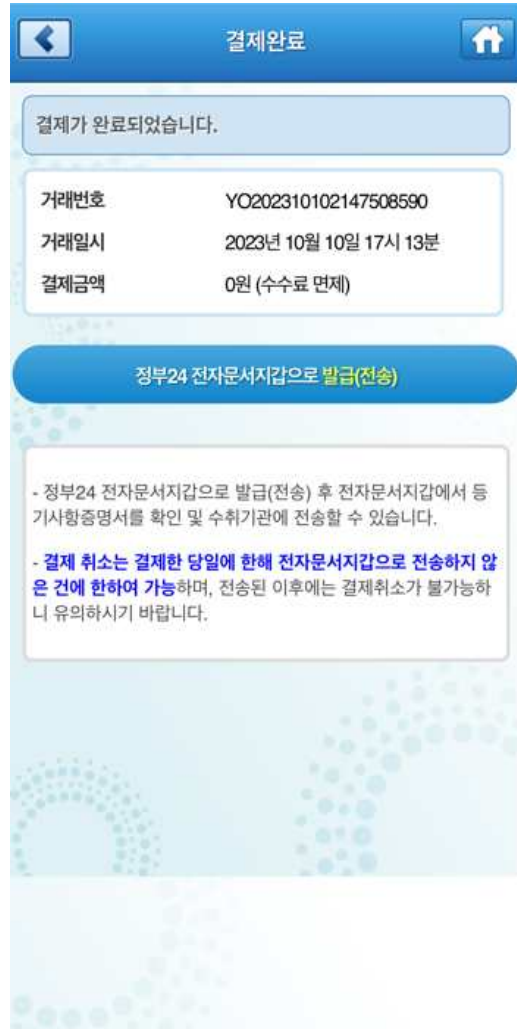 결제완료
결제가 완료되었습니다.
거래번호 YO202310102147508590
거래일시 2023년 10월 10일 17시 13분
결제금액 0원 (수수료 면제)
정부24 전자문서지갑으로 발급(전송)
- 정부24 전자문서지갑으로 발급(전송) 후 전자문서지갑에서 등
기사항증명서를 확인 및 수취기관에 전송할 수 있습니다.
- 결제 취소는 결제한 당일에 한해 전자문서지갑으로 전송하지 않
은 건에 한하여 가능하며, 전송된 이후에는 결제취소가 불가능하
니 유의하시기 바랍니다.